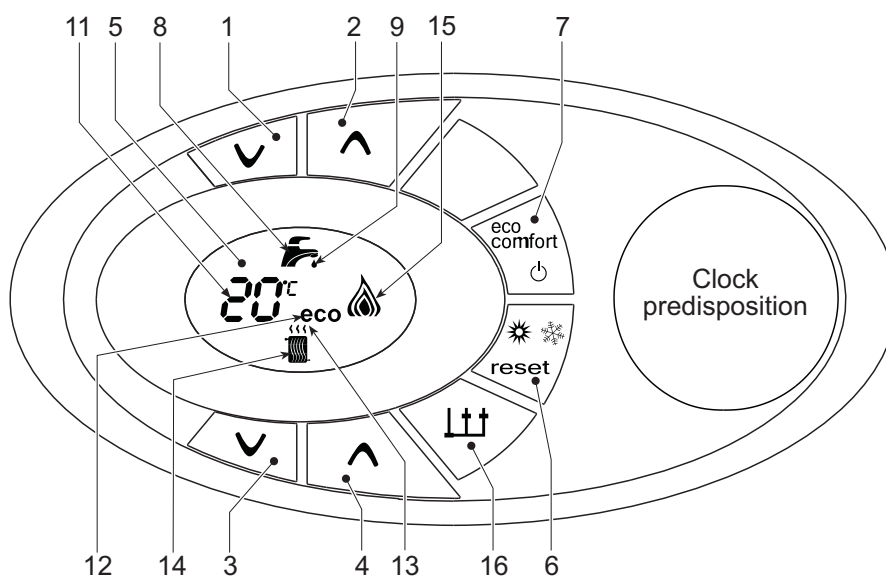 11 5 8 1 2 9 15 7
eco
comfort
20°C
eco
Clock
predisposition
reset
12 14 3 4 13 16 6